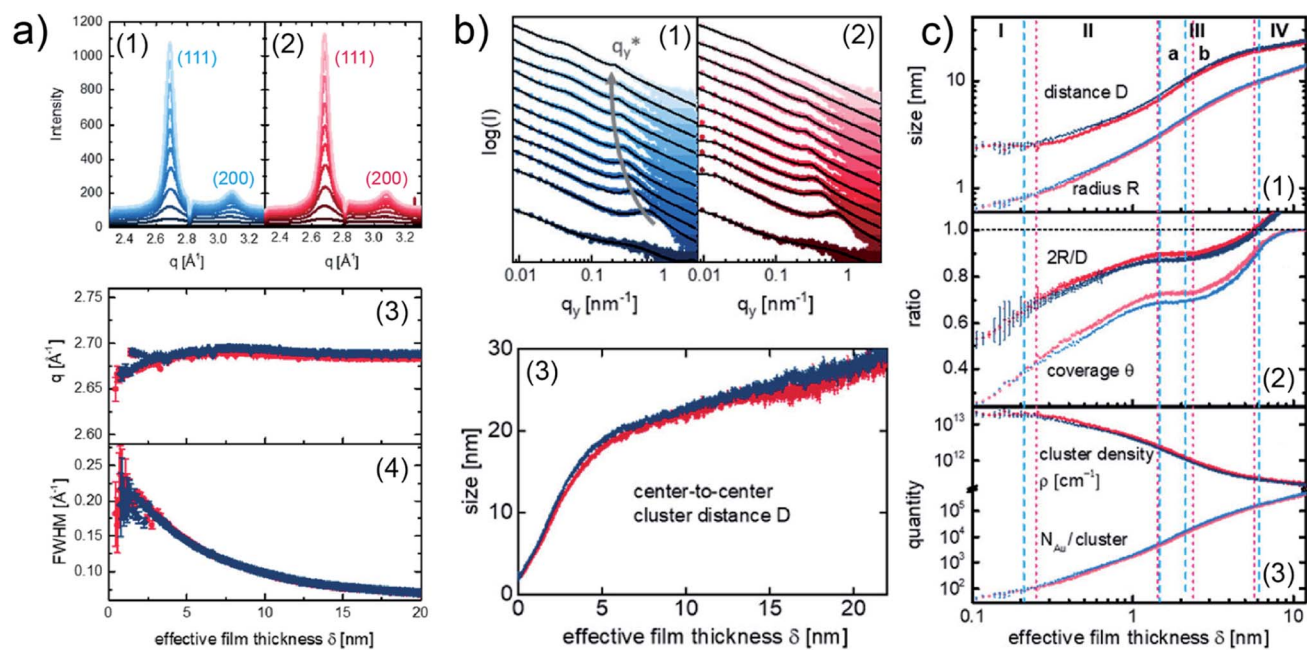 a)
(1)
(2)
(111)
(111)
(200)
(200)
Intensity
1200
1000
800
600
400
200
0
2.4
2.6
2.8
3.0
3.2
2.4
2.6
2.8
3.0
3.2
q [Å¹]
q [Å¹]
(3)
q [Å⁻¹]
2.75
2.70
2.65
2.60
(4)
FWHM [Å⁻¹]
0.25
0.20
0.15
0.10
0
5
10
15
20
effective film thickness δ [nm]
b)
(1)
(2)
q_y*
log(I)
0.01
0.1
1
0.01
0.1
1
q_y [nm⁻¹]
q_y [nm⁻¹]
(3)
size [nm]
30
20
10
0
center-to-center
cluster distance D
0
5
10
15
20
effective film thickness δ [nm]
c)
I
II
III
IV
a
b
size [nm]
10
1
distance D
radius R
(1)
ratio
1.0
0.8
0.6
0.4
2R/D
coverage θ
(2)
quantity
10¹³
10¹²
10⁵
10⁴
10³
10²
cluster density
ρ [cm⁻¹]
N_Au/cluster
(3)
0.1
1
10
effective film thickness δ [nm]